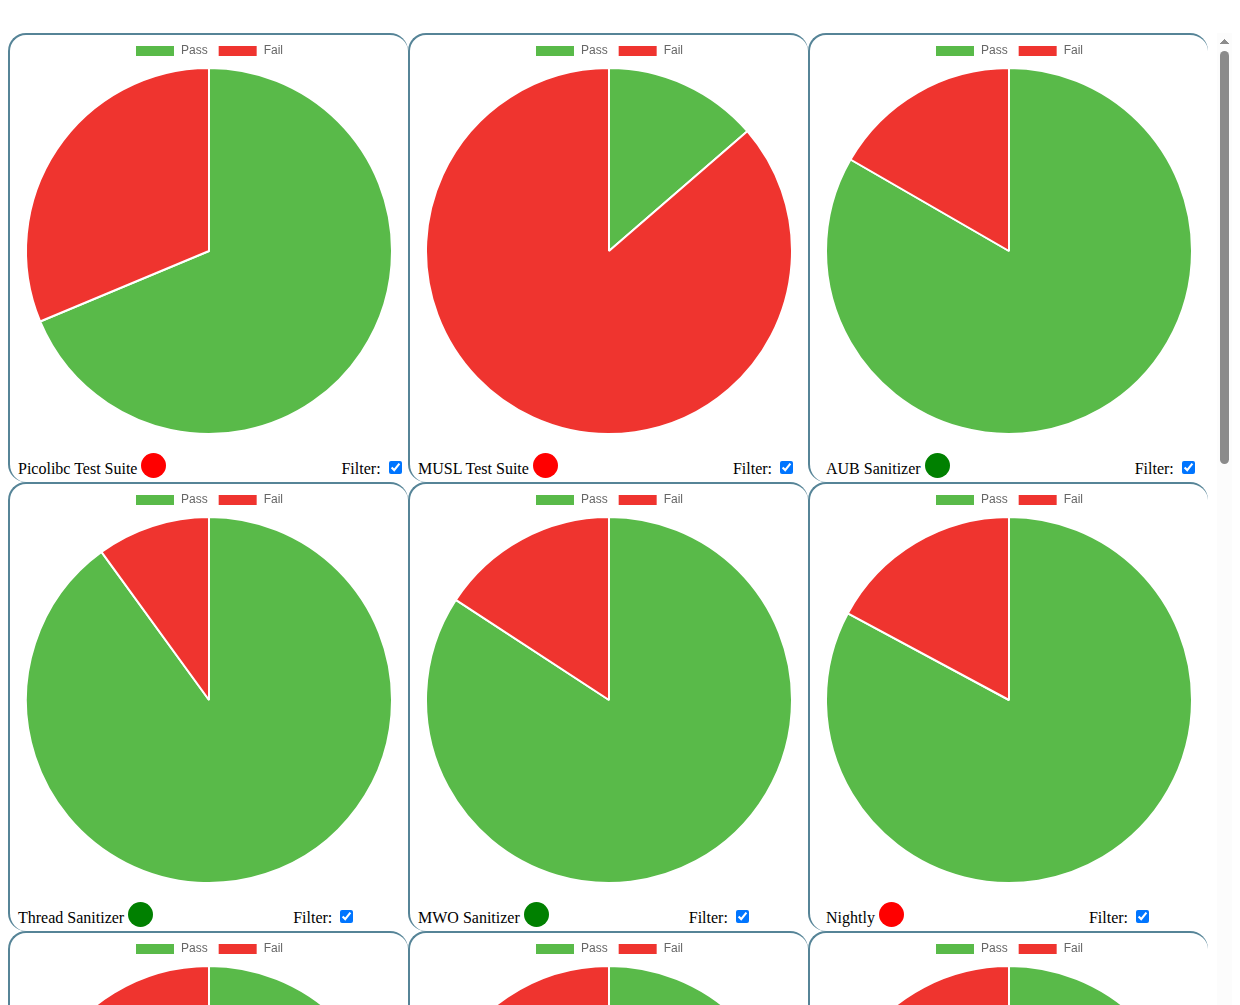 Pass Fail
Pass Fail
Pass Fail
Picolibc Test Suite Filter:
MUSL Test Suite Filter:
AUB Sanitizer Filter:
Pass Fail
Pass Fail
Pass Fail
Thread Sanitizer Filter:
MWO Sanitizer Filter:
Nightly Filter:
Pass Fail
Pass Fail
Pass Fail